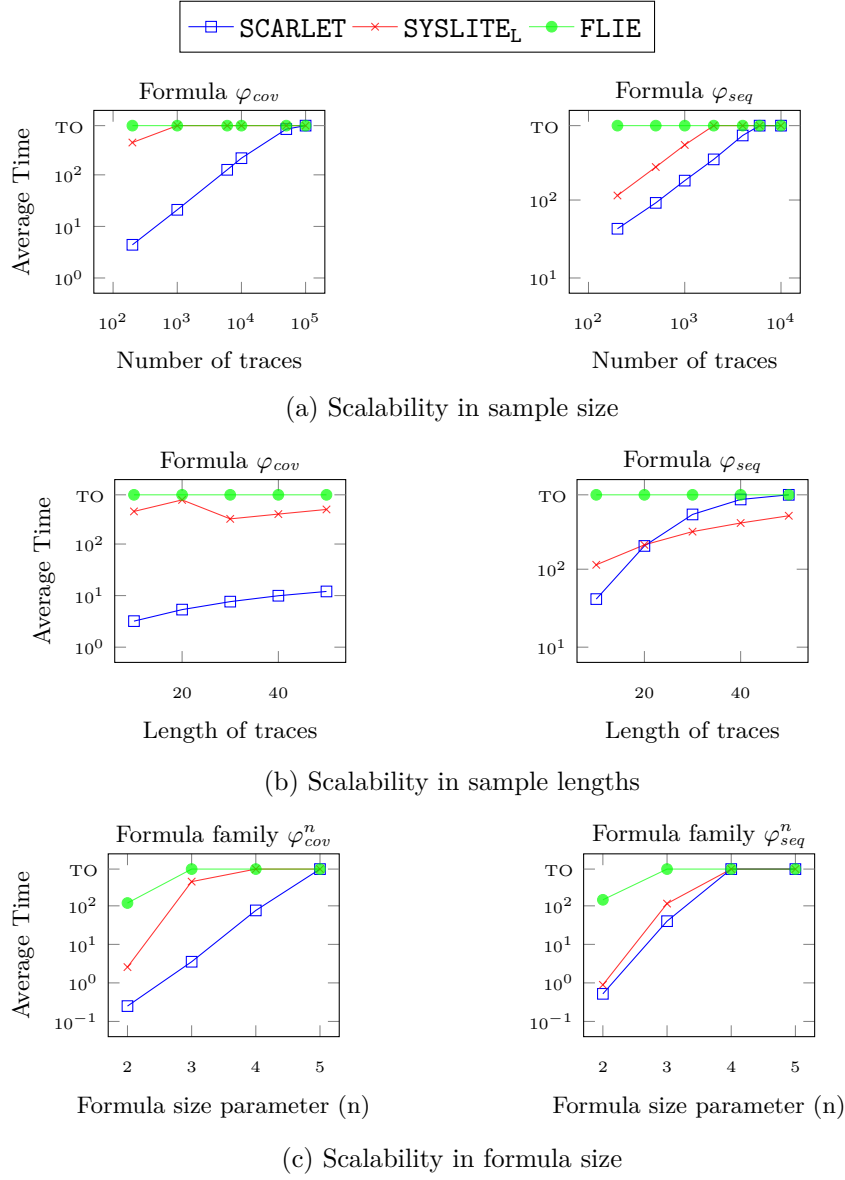 SCARLET SYSLITE_L FLIE
Formula φ_cov
Formula φ_seq
Average Time
TO
10^2
10^1
10^0
10^2 10^3 10^4 10^5
Number of traces
TO
10^2
10^1
10^2 10^3 10^4
Number of traces
(a) Scalability in sample size
Formula φ_cov
Formula φ_seq
Average Time
TO
10^2
10^1
10^0
20 40
Length of traces
TO
10^2
10^1
20 40
Length of traces
(b) Scalability in sample lengths
Formula family φ^n_cov
Formula family φ^n_seq
Average Time
TO
10^2
10^1
10^0
10^−1
2 3 4 5
Formula size parameter (n)
TO
10^2
10^1
10^0
10^−1
2 3 4 5
Formula size parameter (n)
(c) Scalability in formula size